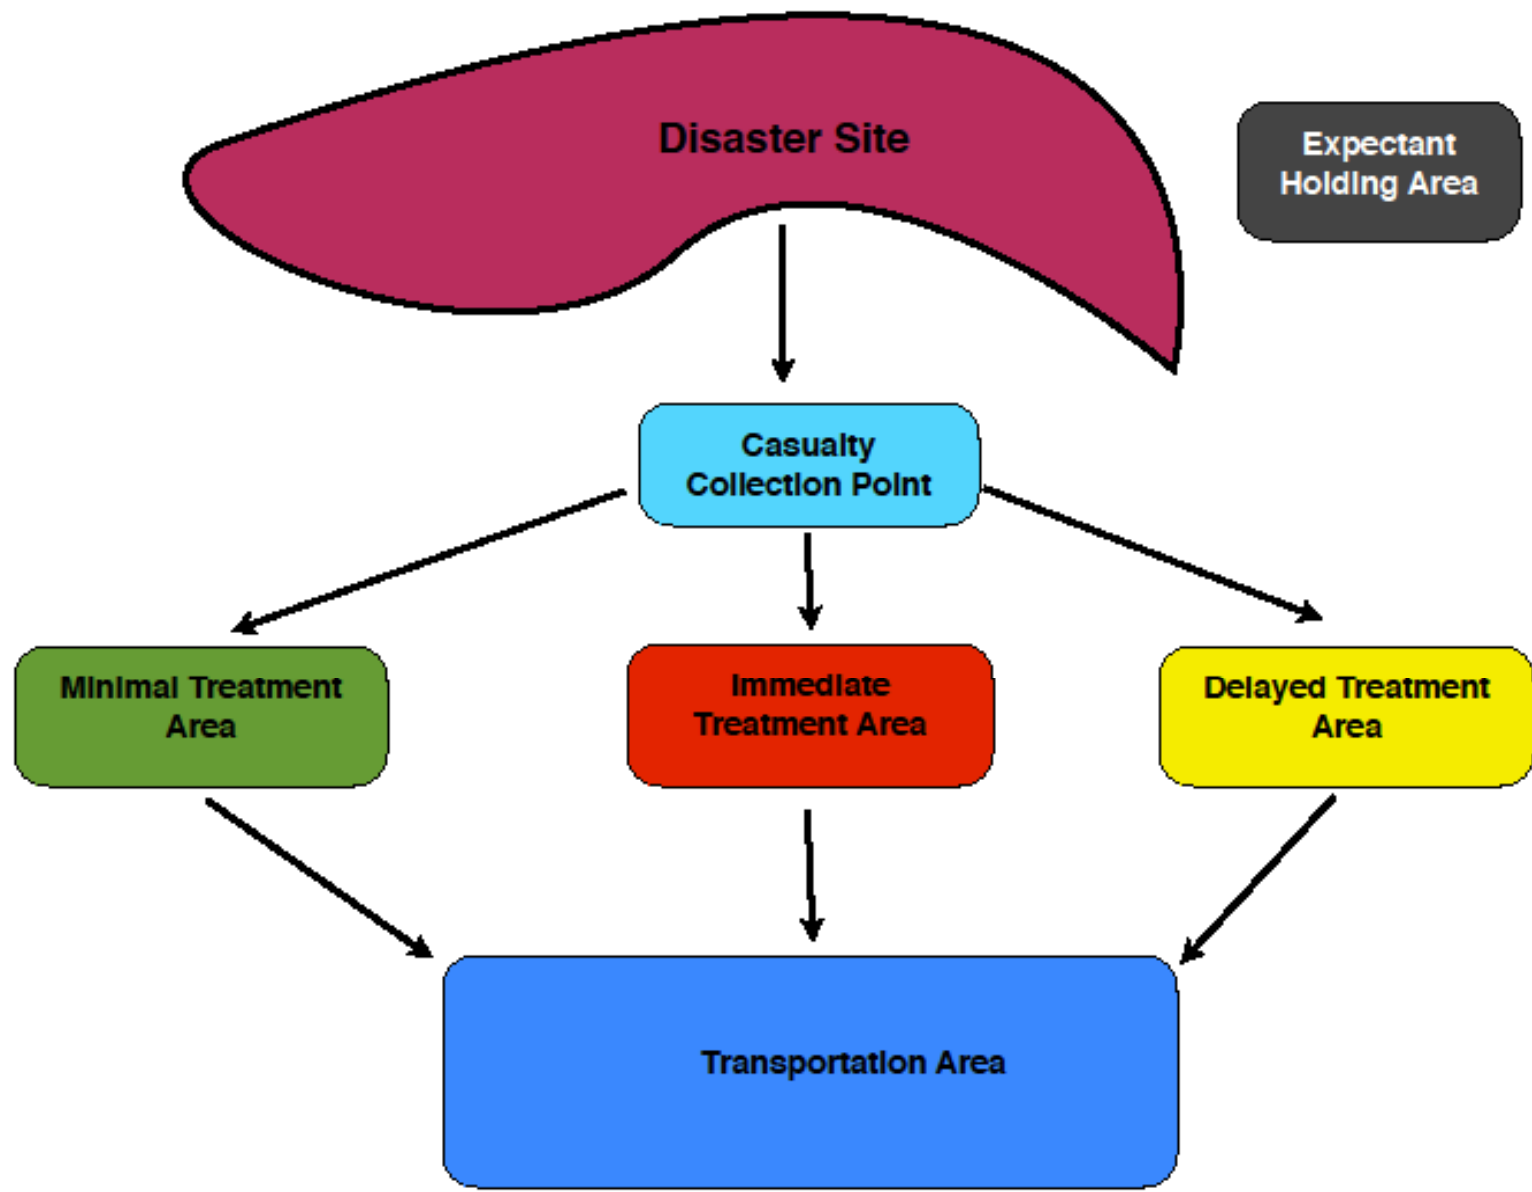 Disaster Site
Expectant
Holding Area
Casualty
Collection Point
Minimal Treatment
Area
Immediate
Treatment Area
Delayed Treatment
Area
Transportation Area